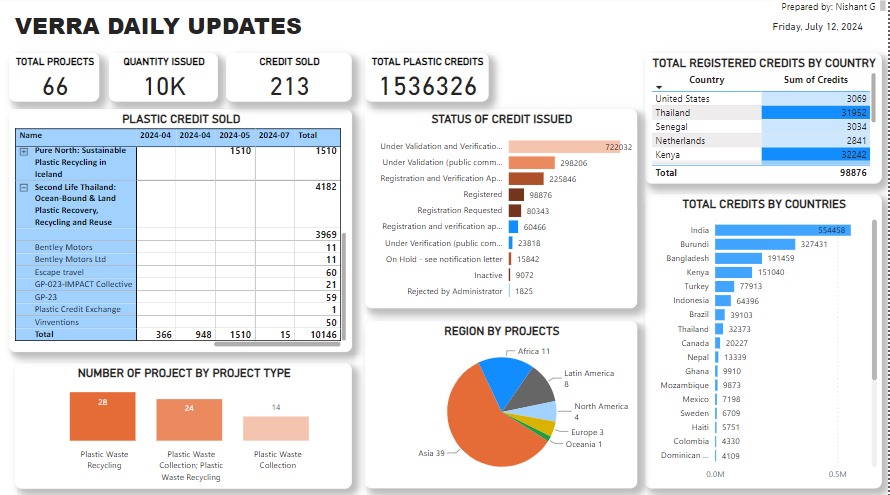 Prepared by: Nishant G
VERRA DAILY UPDATES
Friday, July 12, 2024
TOTAL PROJECTS
66
QUANTITY ISSUED
10K
CREDIT SOLD
213
TOTAL PLASTIC CREDITS
1536326
TOTAL REGISTERED CREDITS BY COUNTRY
Country Sum of Credits
United States 3069
Thailand 31952
Senegal 3034
Netherlands 2841
Kenya 32242
Total 98876
PLASTIC CREDIT SOLD
Name 2024-04 2024-04 2024-05 2024-07 Total
Pure North: Sustainable 1510 1510
Plastic Recycling in
Iceland
Second Life Thailand: 4182
Ocean-Bound & Land
Plastic Recovery,
Recycling and Reuse
3969
Bentley Motors 11
Bentley Motors Ltd 11
Escape travel 60
GP-023-IMPACT Collective 21
GP-23 59
Plastic Credit Exchange 1
Vinventions 50
Total 366 948 1510 15 10146
STATUS OF CREDIT ISSUED
Under Validation and Verificatio... 722032
Under Validation (public comm... 298206
Registration and Verification Ap... 225846
Registered 98876
Registration Requested 80343
Registration and verification ap... 60466
Under Verification (public com... 23818
On Hold - see notification letter 15842
Inactive 9072
Rejected by Administrator 1825
TOTAL CREDITS BY COUNTRIES
India 554458
Burundi 327431
Bangladesh 191459
Kenya 151040
Turkey 77913
Indonesia 64396
Brazil 39103
Thailand 32373
Canada 20227
Nepal 13339
Ghana 9910
Mozambique 9873
Mexico 7198
Sweden 6709
Haiti 5751
Colombia 4330
Dominican ... 4109
0.0M 0.5M
NUMBER OF PROJECT BY PROJECT TYPE
28
24
14
Plastic Waste
Recycling
Plastic Waste
Collection; Plastic
Waste Recycling
Plastic Waste
Collection
REGION BY PROJECTS
Africa 11
Latin America
8
North America
4
Europe 3
Oceania 1
Asia 39